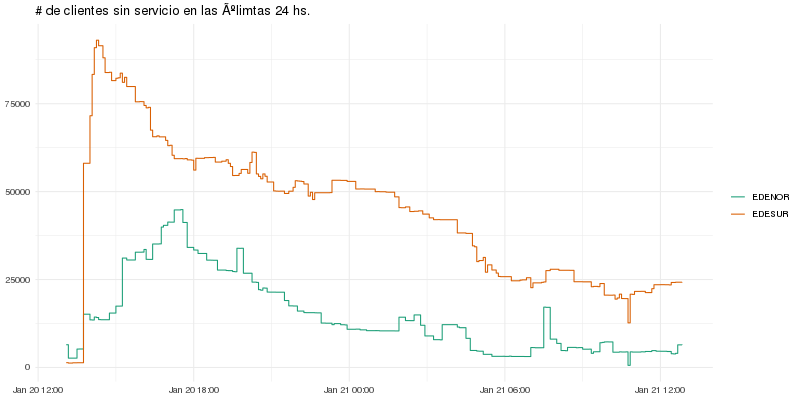 # de clientes sin servicio en las Ãºlimtas 24 hs.
75000
50000
25000
0
Jan 20 12:00
Jan 20 18:00
Jan 21 00:00
Jan 21 06:00
Jan 21 12:00
EDENOR
EDESUR